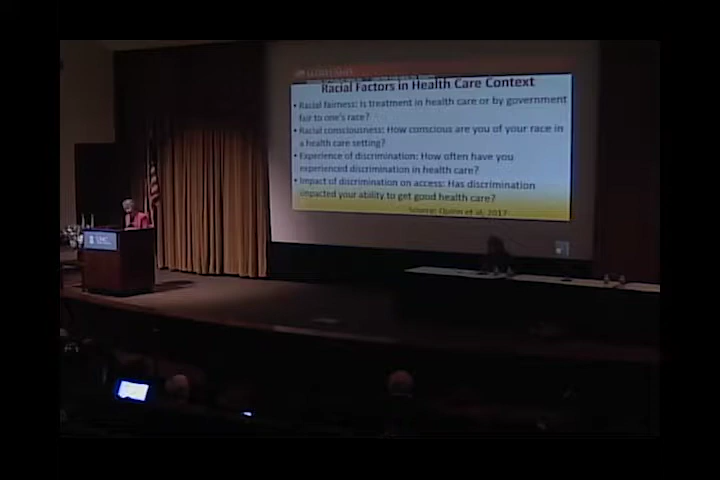 Racial Factors in Health Care Context
• Racial fairness: Is treatment in health care or by government
fair to one's race?
• Racial consciousness: How conscious are you of your race in
a health care setting?
• Experience of discrimination: How often have you
experienced discrimination in health care?
• Impact of discrimination on access: Has discrimination
impacted your ability to get good health care?
Source: Quinn et al, 2017